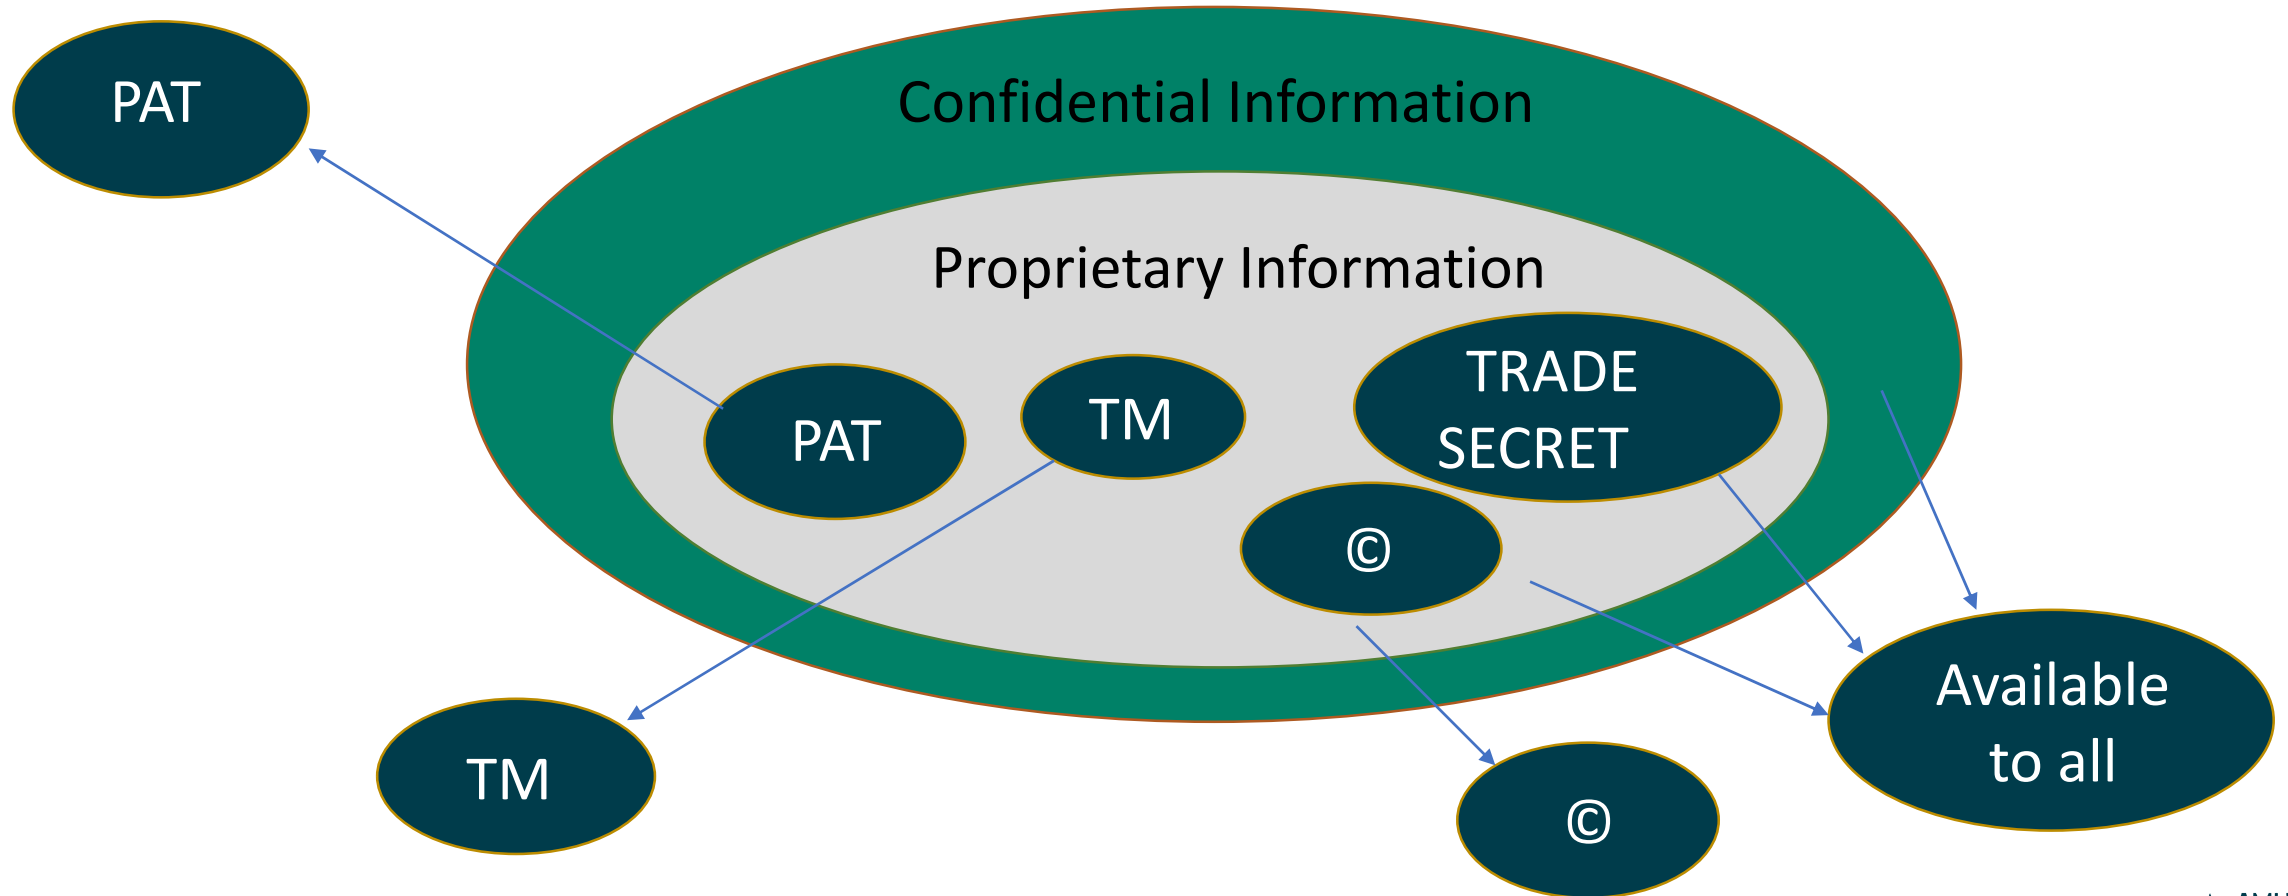 PAT
Confidential Information
Proprietary Information
PAT
TM
TRADE
SECRET
©
Available
to all
TM
©